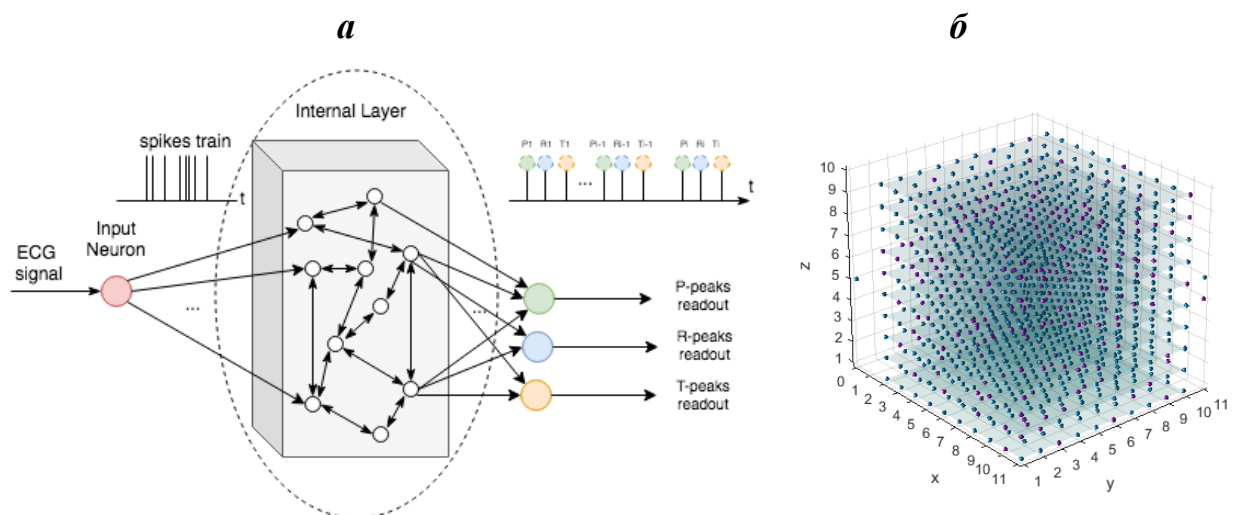 а
б
Internal Layer
spikes train
t
Input
Neuron
ECG
signal
...
...
P1 R1 T1 Pi-1 Ri-1 Ti-1 Pi Ri Ti
...
t
P-peaks
readout
R-peaks
readout
T-peaks
readout
10
9
8
7
6
5
4
3
2
1
z
0 1 2 3 4 5 6 7 8 9 10 11
x
1 2 3 4 5 6 7 8 9 10 11
y